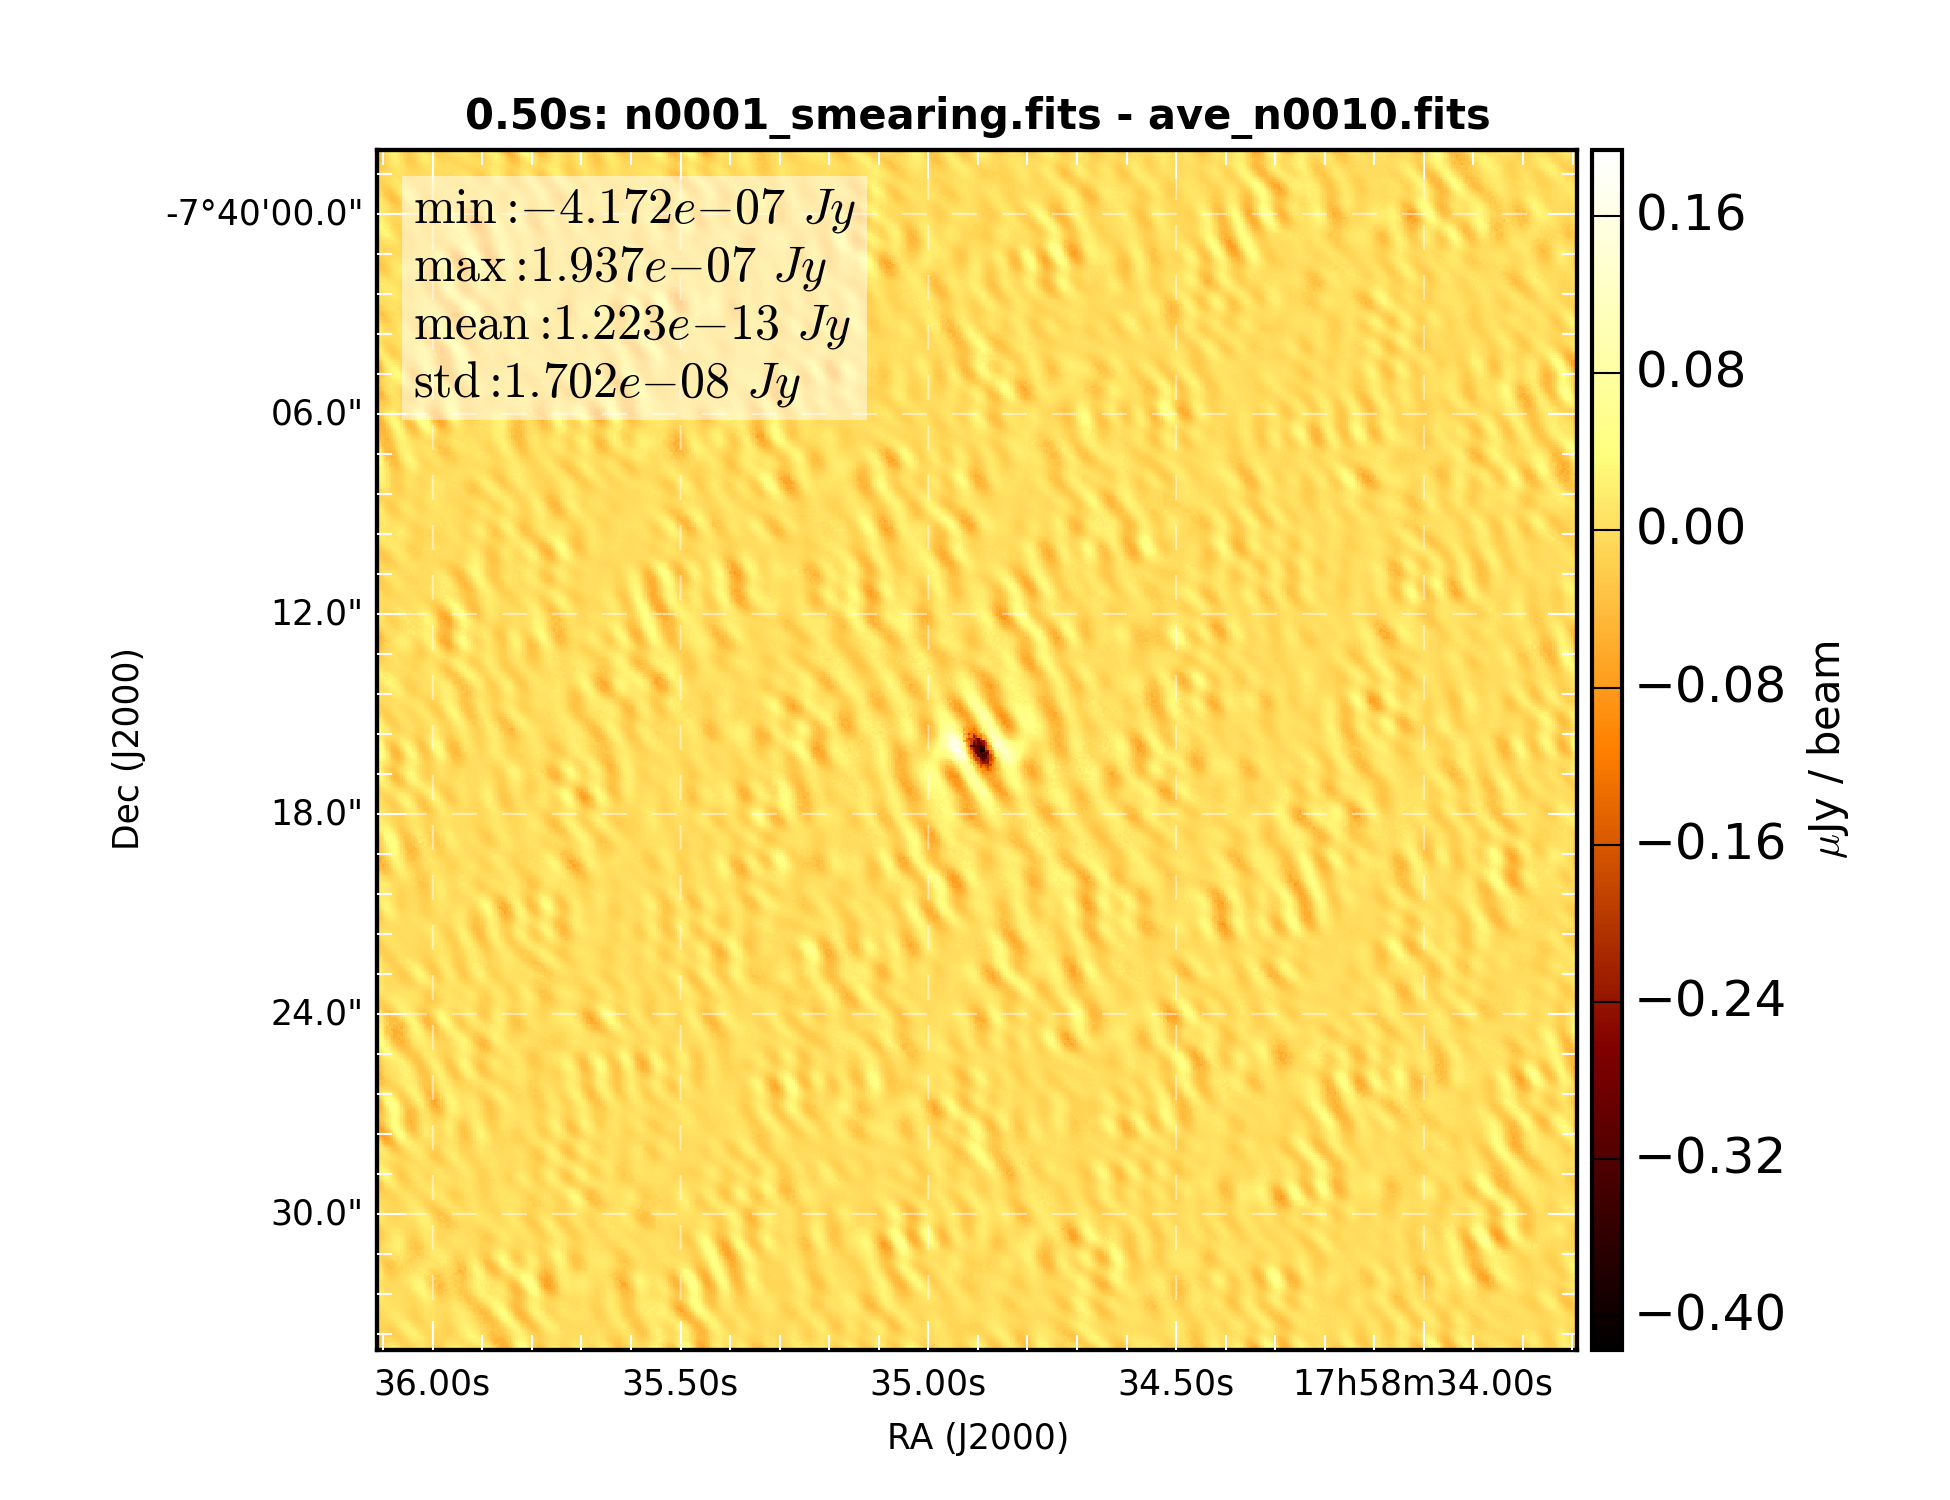 0.50s: n0001_smearing.fits - ave_n0010.fits
min :−4.172e−07 Jy
max :1.937e−07 Jy
mean :1.223e−13 Jy
std :1.702e−08 Jy
-7°40'00.0"
06.0"
12.0"
18.0"
24.0"
30.0"
Dec (J2000)
36.00s
35.50s
35.00s
34.50s
17h58m34.00s
RA (J2000)
0.16
0.08
0.00
−0.08
−0.16
−0.24
−0.32
−0.40
μJy / beam